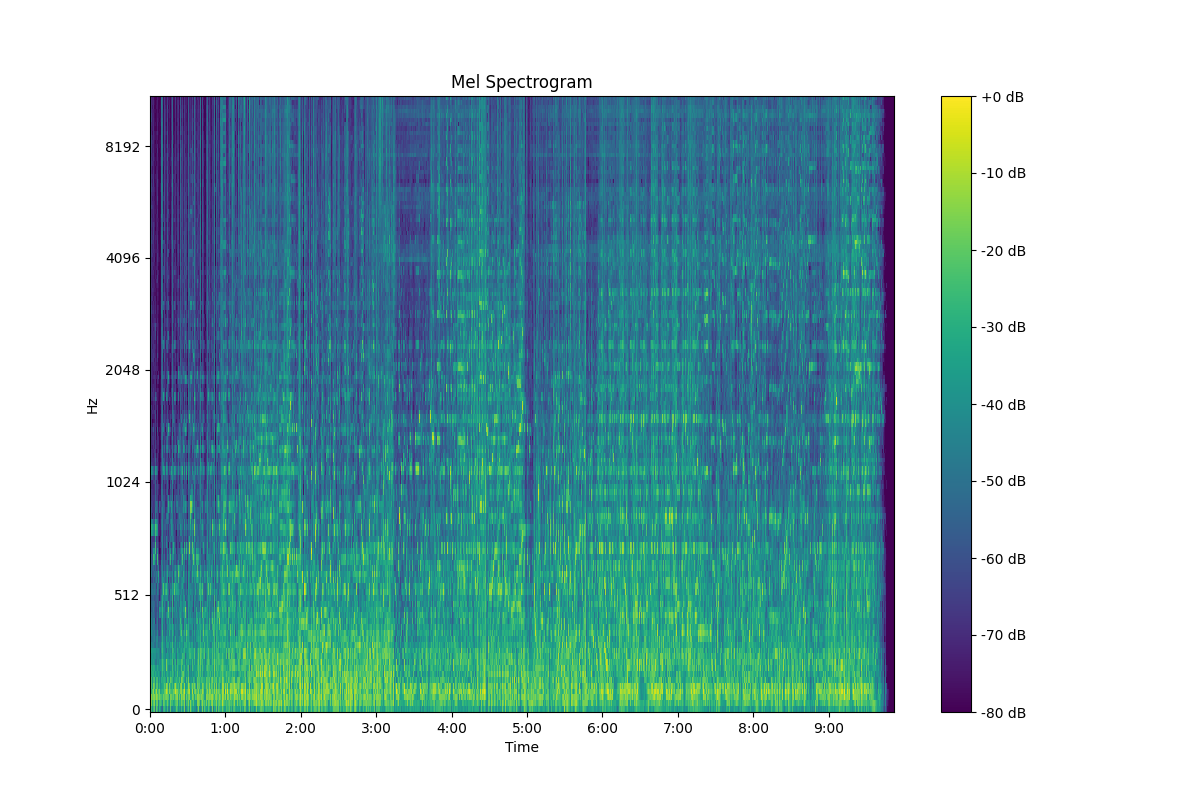 Mel Spectrogram
+0 dB
8192
-10 dB
-20 dB
4096
-30 dB
2048
-40 dB
Hz
1024
-50 dB
-60 dB
512
-70 dB
0
-80 dB
0:00 1:00 2:00 3:00 4:00 5:00 6:00 7:00 8:00 9:00
Time